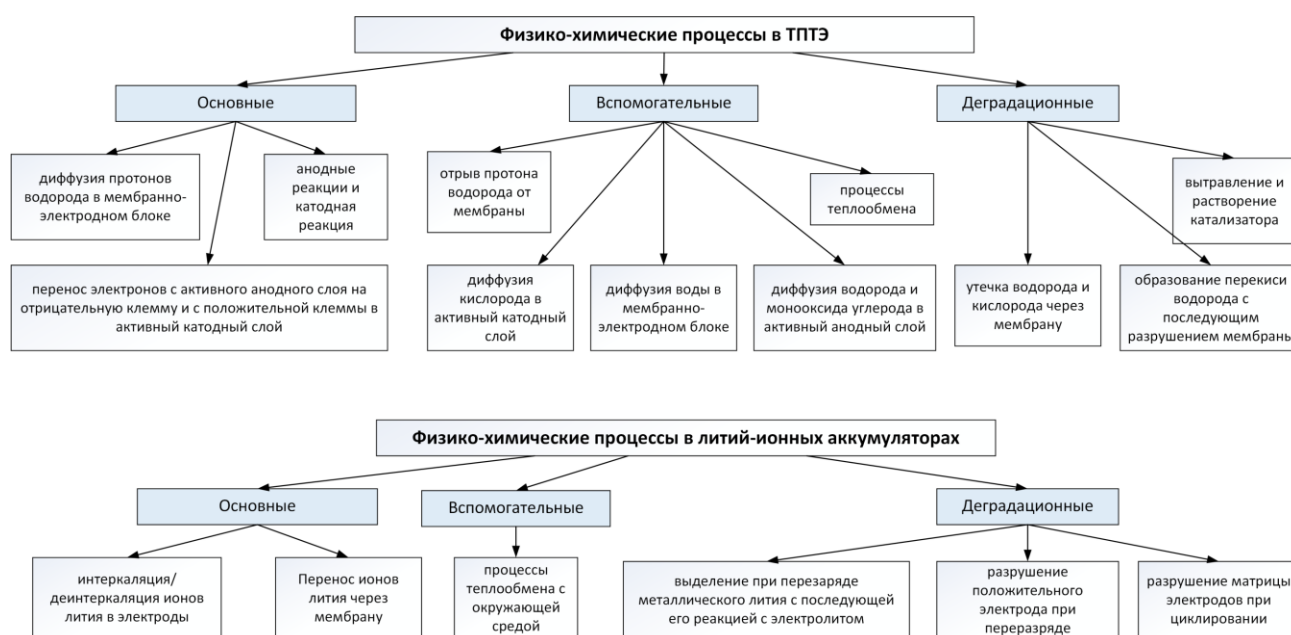 Физико-химические процессы в ТПТЭ
Основные
Вспомогательные
Деградационные
диффузия протонов
водорода в мембранно-
электродном блоке
анодные
реакции и
катодная
реакция
отрыв протона
водорода от
мембраны
процессы
теплообмена
вытравление и
растворение
катализатора
перенос электронов с активного анодного слоя на
отрицательную клемму и с положительной клеммы в
активный катодный слой
диффузия
кислорода в
активный катодный
слой
диффузия воды в
мембранно-
электродном блоке
диффузия водорода и
монооксида углерода в
активный анодный слой
утечка водорода и
кислорода через
мембрану
образование перекиси
водорода с
последующим
разрушением мембраны
Физико-химические процессы в литий-ионных аккумуляторах
Основные
Вспомогательные
Деградационные
интеркаляция/
деинтеркаляция ионов
лития в электроды
Перенос ионов
лития через
мембрану
процессы
теплообмена с
окружающей
средой
выделение при перезаряде
металлического лития с последующей
его реакцией с электролитом
разрушение
положительного
электрода при
переразряде
разрушение матрицы
электродов при
циклировании